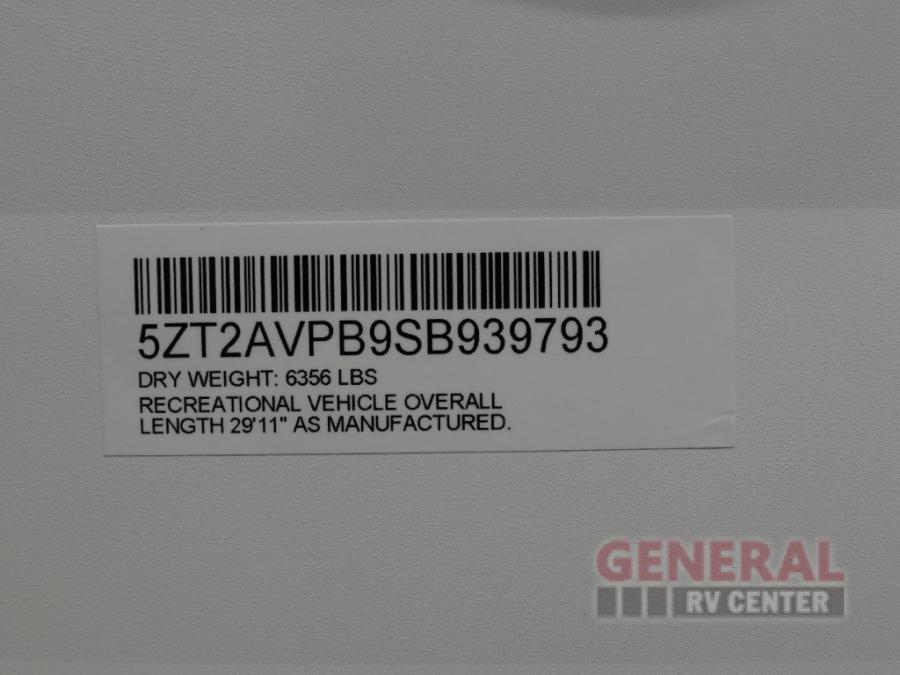 5ZT2AVPB9SB939793
DRY WEIGHT: 6356 LBS
RECREATIONAL VEHICLE OVERALL
LENGTH 29'11" AS MANUFACTURED.
GENERAL
RV CENTER